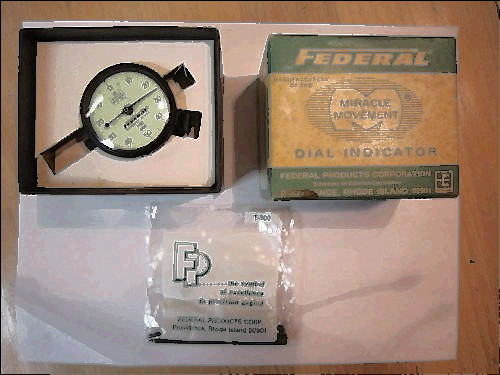 FEDERAL
FEDERAL
MANUFACTURERS
OF THE
MIRACLE
MOVEMENT
DIAL INDICATOR
FEDERAL PRODUCTS CORPORATION
RHODE ISLAND 02901
FP
the symbol
of excellence
in precision gaging
FEDERAL PRODUCTS CORP.
Providence, Rhode Island 02901